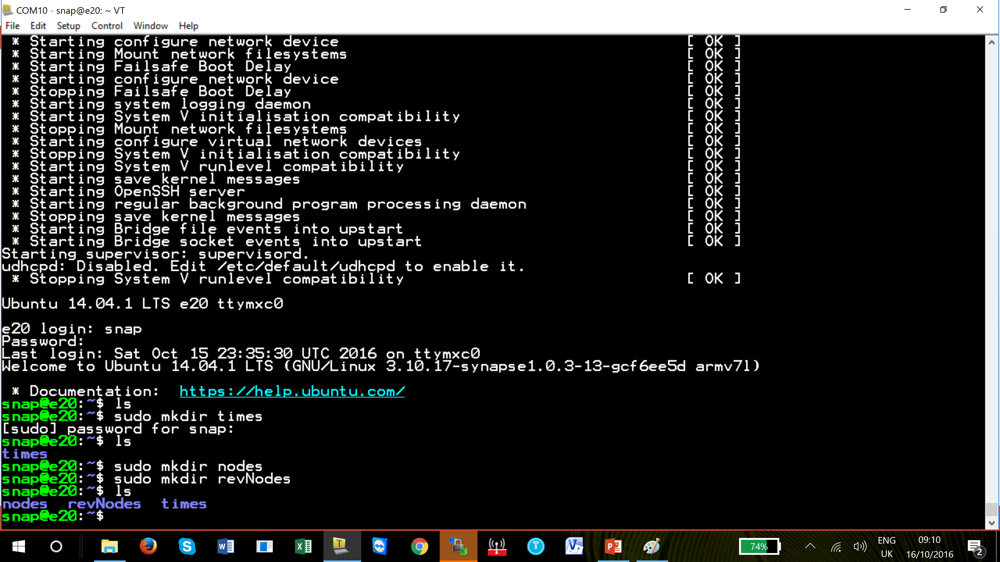 COM10 - snap@e20: ~ VT
File Edit Setup Control Window Help
* Starting configure network device [ OK ]
* Starting Mount network filesystems [ OK ]
* Starting Failsafe Boot Delay [ OK ]
* Starting configure network device [ OK ]
* Stopping Failsafe Boot Delay [ OK ]
* Starting system logging daemon [ OK ]
* Starting System V initialisation compatibility [ OK ]
* Stopping Mount network filesystems [ OK ]
* Starting configure virtual network devices [ OK ]
* Stopping System V initialisation compatibility [ OK ]
* Starting System V runlevel compatibility [ OK ]
* Starting save kernel messages [ OK ]
* Starting OpenSSH server [ OK ]
* Starting regular background program processing daemon [ OK ]
* Stopping save kernel messages [ OK ]
* Starting Bridge file events into upstart [ OK ]
* Starting Bridge socket events into upstart [ OK ]
Starting supervisor: supervisord.
udhcpd: Disabled. Edit /etc/default/udhcpd to enable it.
* Stopping System V runlevel compatibility [ OK ]
Ubuntu 14.04.1 LTS e20 ttymxc0
e20 login: snap
Password:
Last login: Sat Oct 15 23:35:30 UTC 2016 on ttymxc0
Welcome to Ubuntu 14.04.1 LTS (GNU/Linux 3.10.17-synapse1.0.3-13-gcf6ee5d armv7l)
* Documentation: https://help.ubuntu.com/
snap@e20:~$ ls
snap@e20:~$ sudo mkdir times
[sudo] password for snap:
snap@e20:~$ ls
times
snap@e20:~$ sudo mkdir nodes
snap@e20:~$ sudo mkdir revNodes
snap@e20:~$ ls
nodes revNodes times
snap@e20:~$
74%
ENG
UK
09:10
16/10/2016
2